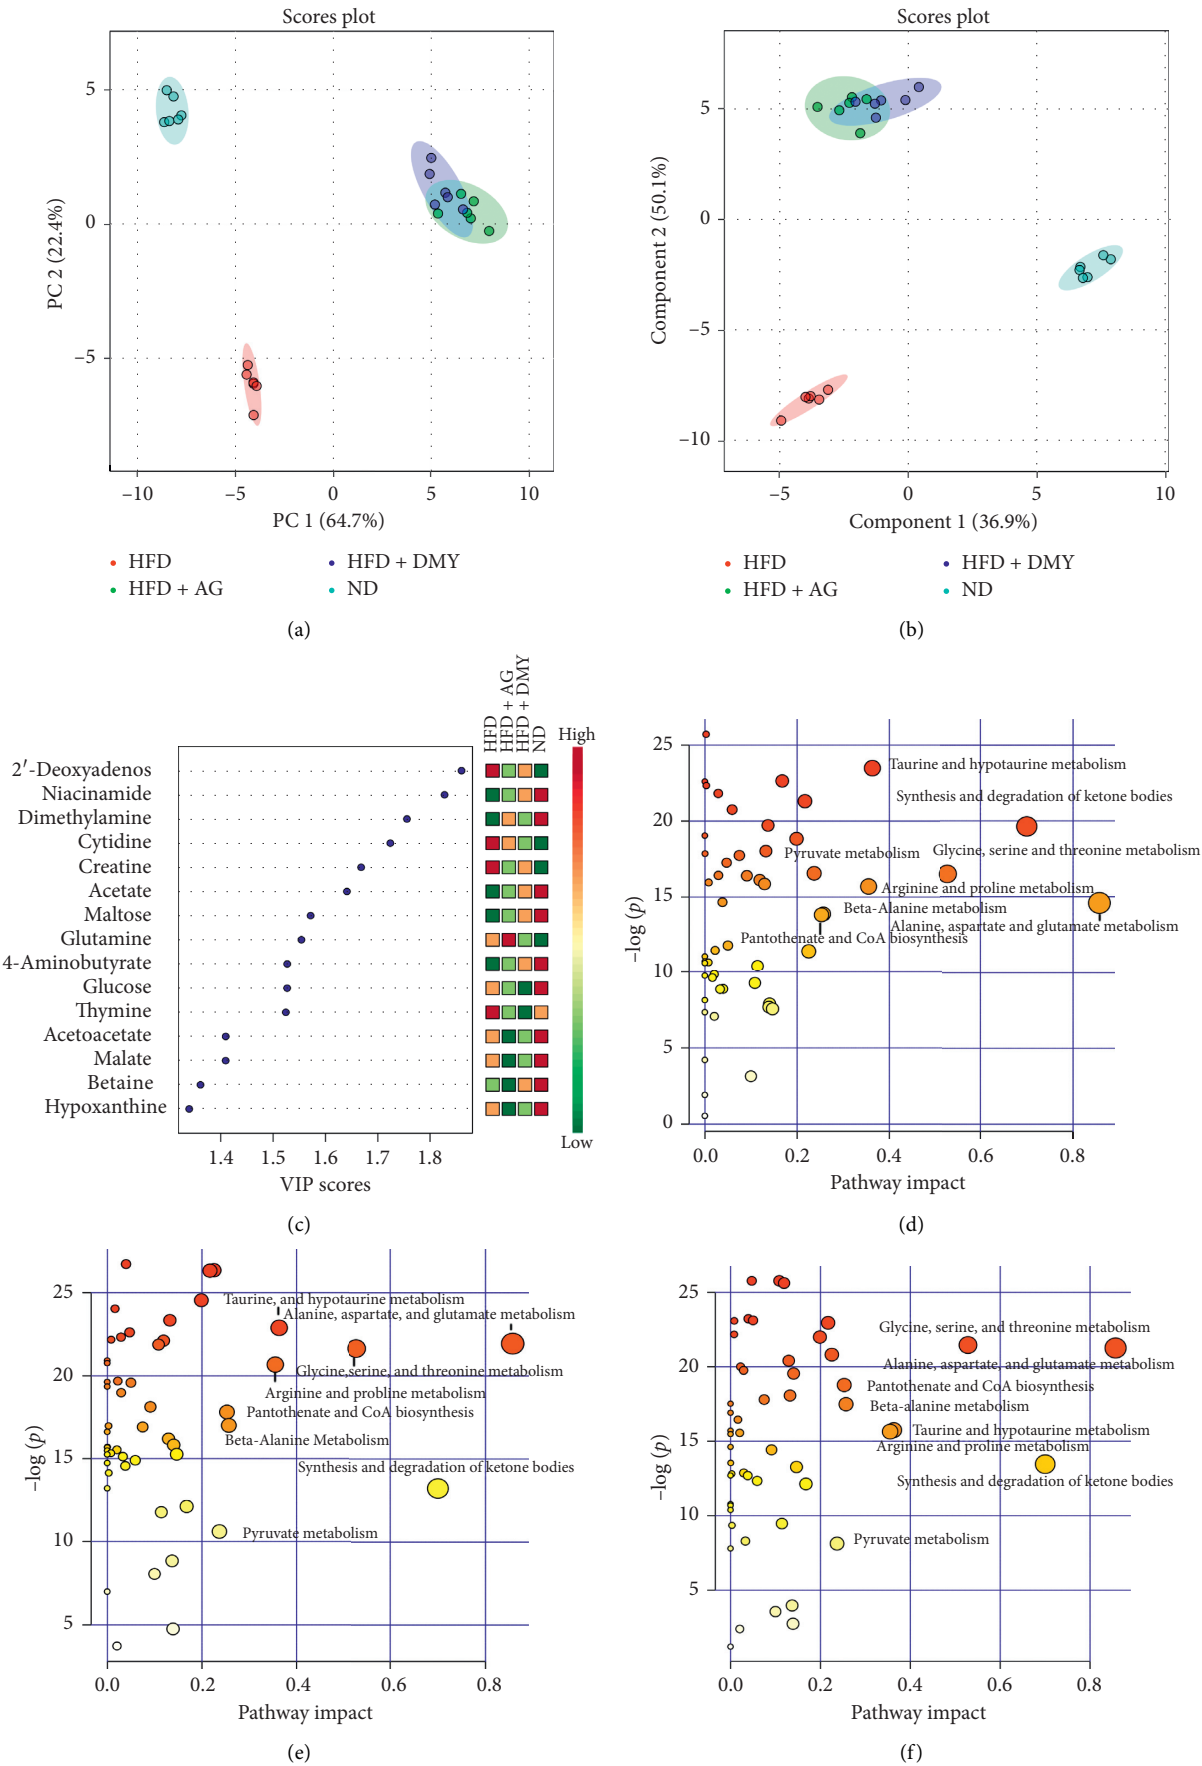 Scores plot
5
0
−5
PC 2 (22.4%)
−10
−5
0
5
10
PC 1 (64.7%)
HFD
HFD + DMY
HFD + AG
ND
(a)
Scores plot
5
0
−5
−10
Component 2 (50.1%)
−5
0
5
10
Component 1 (36.9%)
HFD
HFD + DMY
HFD + AG
ND
(b)
HFD
HFD + AG
HFD + DMY
ND
High
Low
2′-Deoxyadenos
Niacinamide
Dimethylamine
Cytidine
Creatine
Acetate
Maltose
Glutamine
4-Aminobutyrate
Glucose
Thymine
Acetoacetate
Malate
Betaine
Hypoxanthine
1.4
1.5
1.6
1.7
1.8
VIP scores
(c)
25
20
15
10
5
0
−log (p)
Taurine and hypotaurine metabolism
Synthesis and degradation of ketone bodies
Pyruvate metabolism
Glycine, serine and threonine metabolism
Arginine and proline metabolism
Beta-Alanine metabolism
Alanine, aspartate and glutamate metabolism
Pantothenate and CoA biosynthesis
0.0
0.2
0.4
0.6
0.8
Pathway impact
(d)
25
20
15
10
5
−log (p)
Taurine, and hypotaurine metabolism
Alanine, aspartate, and glutamate metabolism
Glycine,serine, and threonine metabolism
Arginine and probline metabolism
Pantothenate and CoA biosynthesis
Beta-Alanine Metabolism
Synthesis and degradation of ketone bodies
Pyruvate metabolism
0.0
0.2
0.4
0.6
0.8
Pathway impact
(e)
25
20
15
10
5
−log (p)
Glycine, serine, and threonine metabolism
Alanine, aspartate, and glutamate metabolism
Pantothenate and CoA biosynthesis
Beta-alanine metabolism
Taurine and hypotaurine metabolism
Arginine and proline metabolism
Synthesis and degradation of ketone bodies
Pyruvate metabolism
0.0
0.2
0.4
0.6
0.8
Pathway impact
(f)